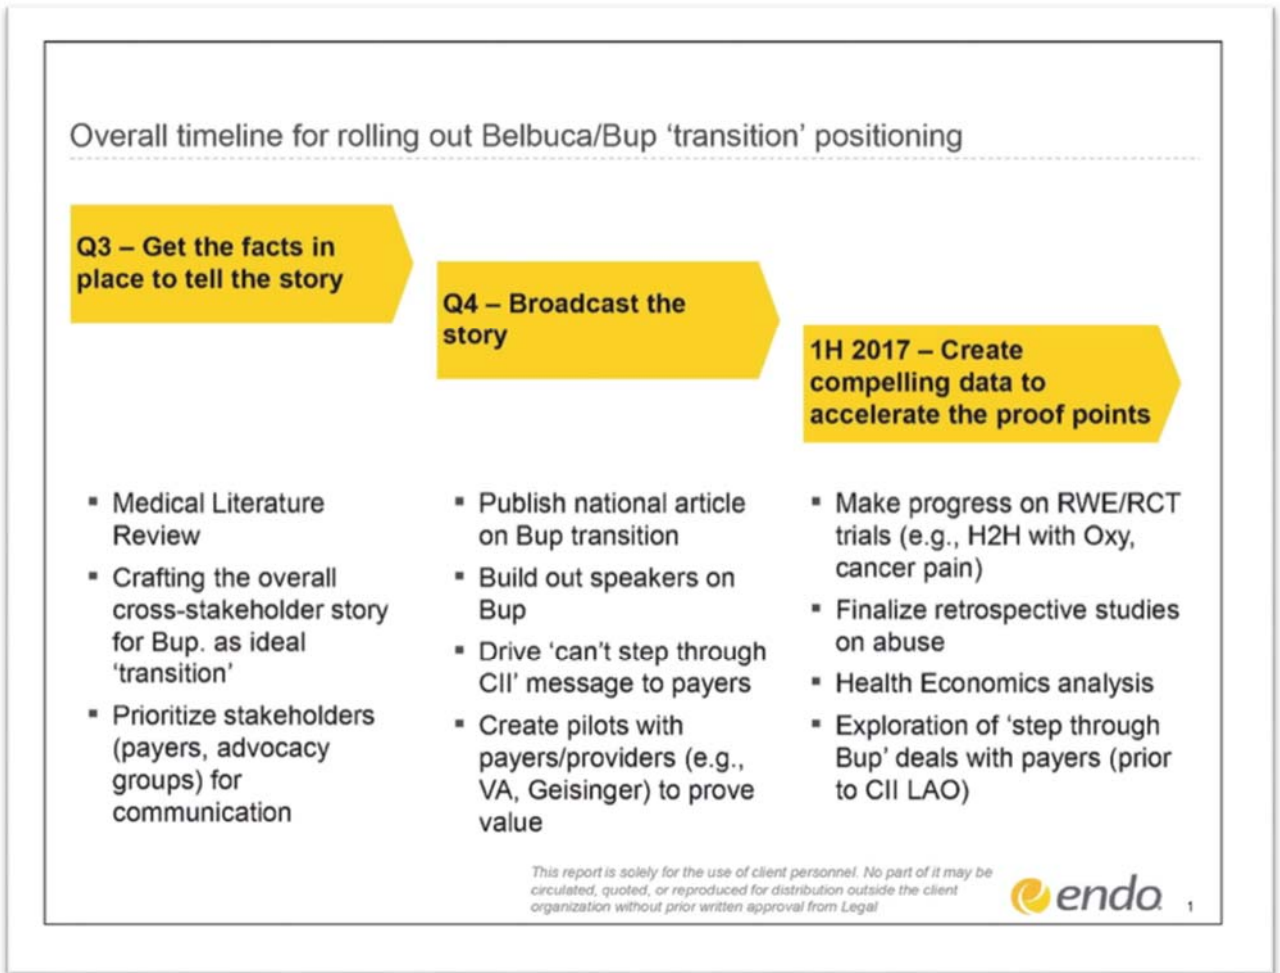 Overall timeline for rolling out Belbuca/Bup ‘transition’ positioning
Q3 – Get the facts in
place to tell the story
Q4 – Broadcast the
story
1H 2017 – Create
compelling data to
accelerate the proof points
▪ Medical Literature
Review
▪ Crafting the overall
cross-stakeholder story
for Bup. as ideal
‘transition’
▪ Prioritize stakeholders
(payers, advocacy
groups) for
communication
▪ Publish national article
on Bup transition
▪ Build out speakers on
Bup
▪ Drive ‘can’t step through
CII’ message to payers
▪ Create pilots with
payers/providers (e.g.,
VA, Geisinger) to prove
value
▪ Make progress on RWE/RCT
trials (e.g., H2H with Oxy,
cancer pain)
▪ Finalize retrospective studies
on abuse
▪ Health Economics analysis
▪ Exploration of ‘step through
Bup’ deals with payers (prior
to CII LAO)
This report is solely for the use of client personnel. No part of it may be
circulated, quoted, or reproduced for distribution outside the client
organization without prior written approval from Legal
endo
1